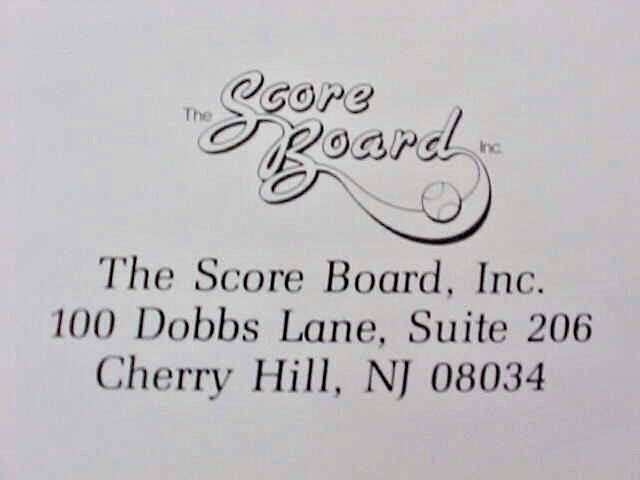 The Score
Board Inc.
The Score Board, Inc.
100 Dobbs Lane, Suite 206
Cherry Hill, NJ 08034